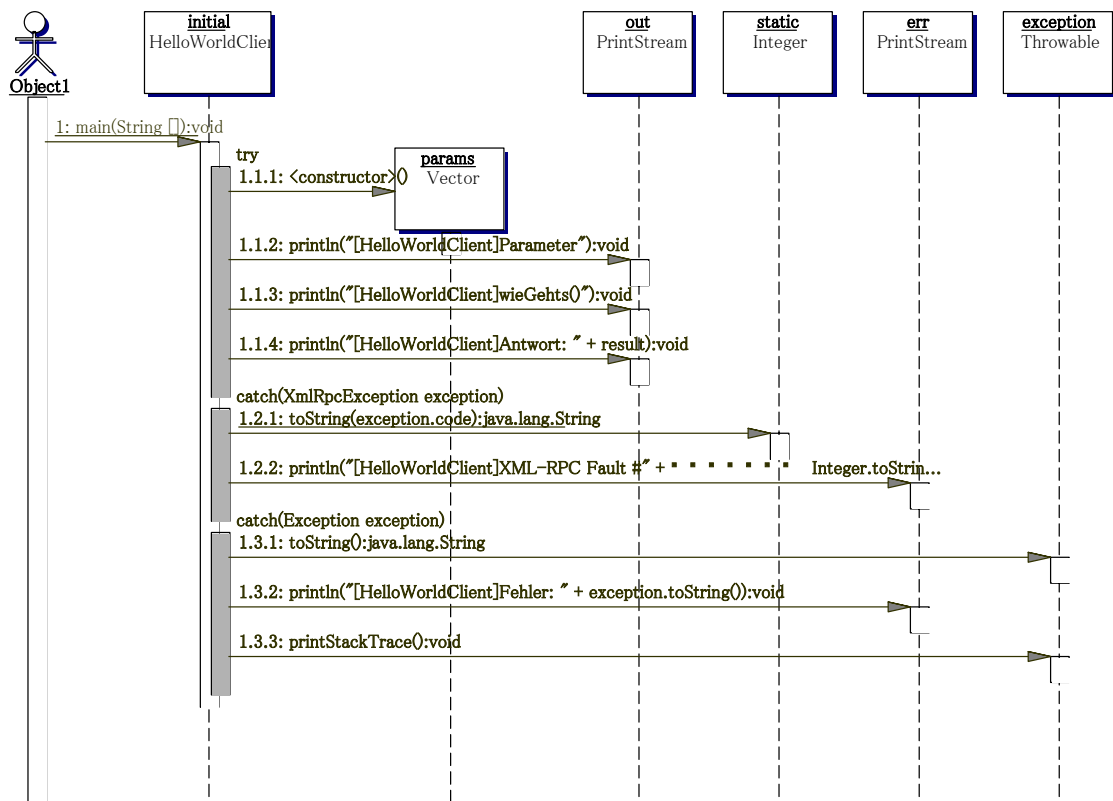 initial
HelloWorldClien
out
PrintStream
static
Integer
err
PrintStream
exception
Throwable
Object1
1: main(String []):void
try
params
Vector
1.1.1: <constructor>()
1.1.2: println("[HelloWorldClient]Parameter"):void
1.1.3: println("[HelloWorldClient]wieGehts()"):void
1.1.4: println("[HelloWorldClient]Antwort: " + result):void
catch(XmlRpcException exception)
1.2.1: toString(exception.code):java.lang.String
1.2.2: println("[HelloWorldClient]XML-RPC Fault #" + Integer.toStrin...
catch(Exception exception)
1.3.1: toString():java.lang.String
1.3.2: println("[HelloWorldClient]Fehler: " + exception.toString()):void
1.3.3: printStackTrace():void